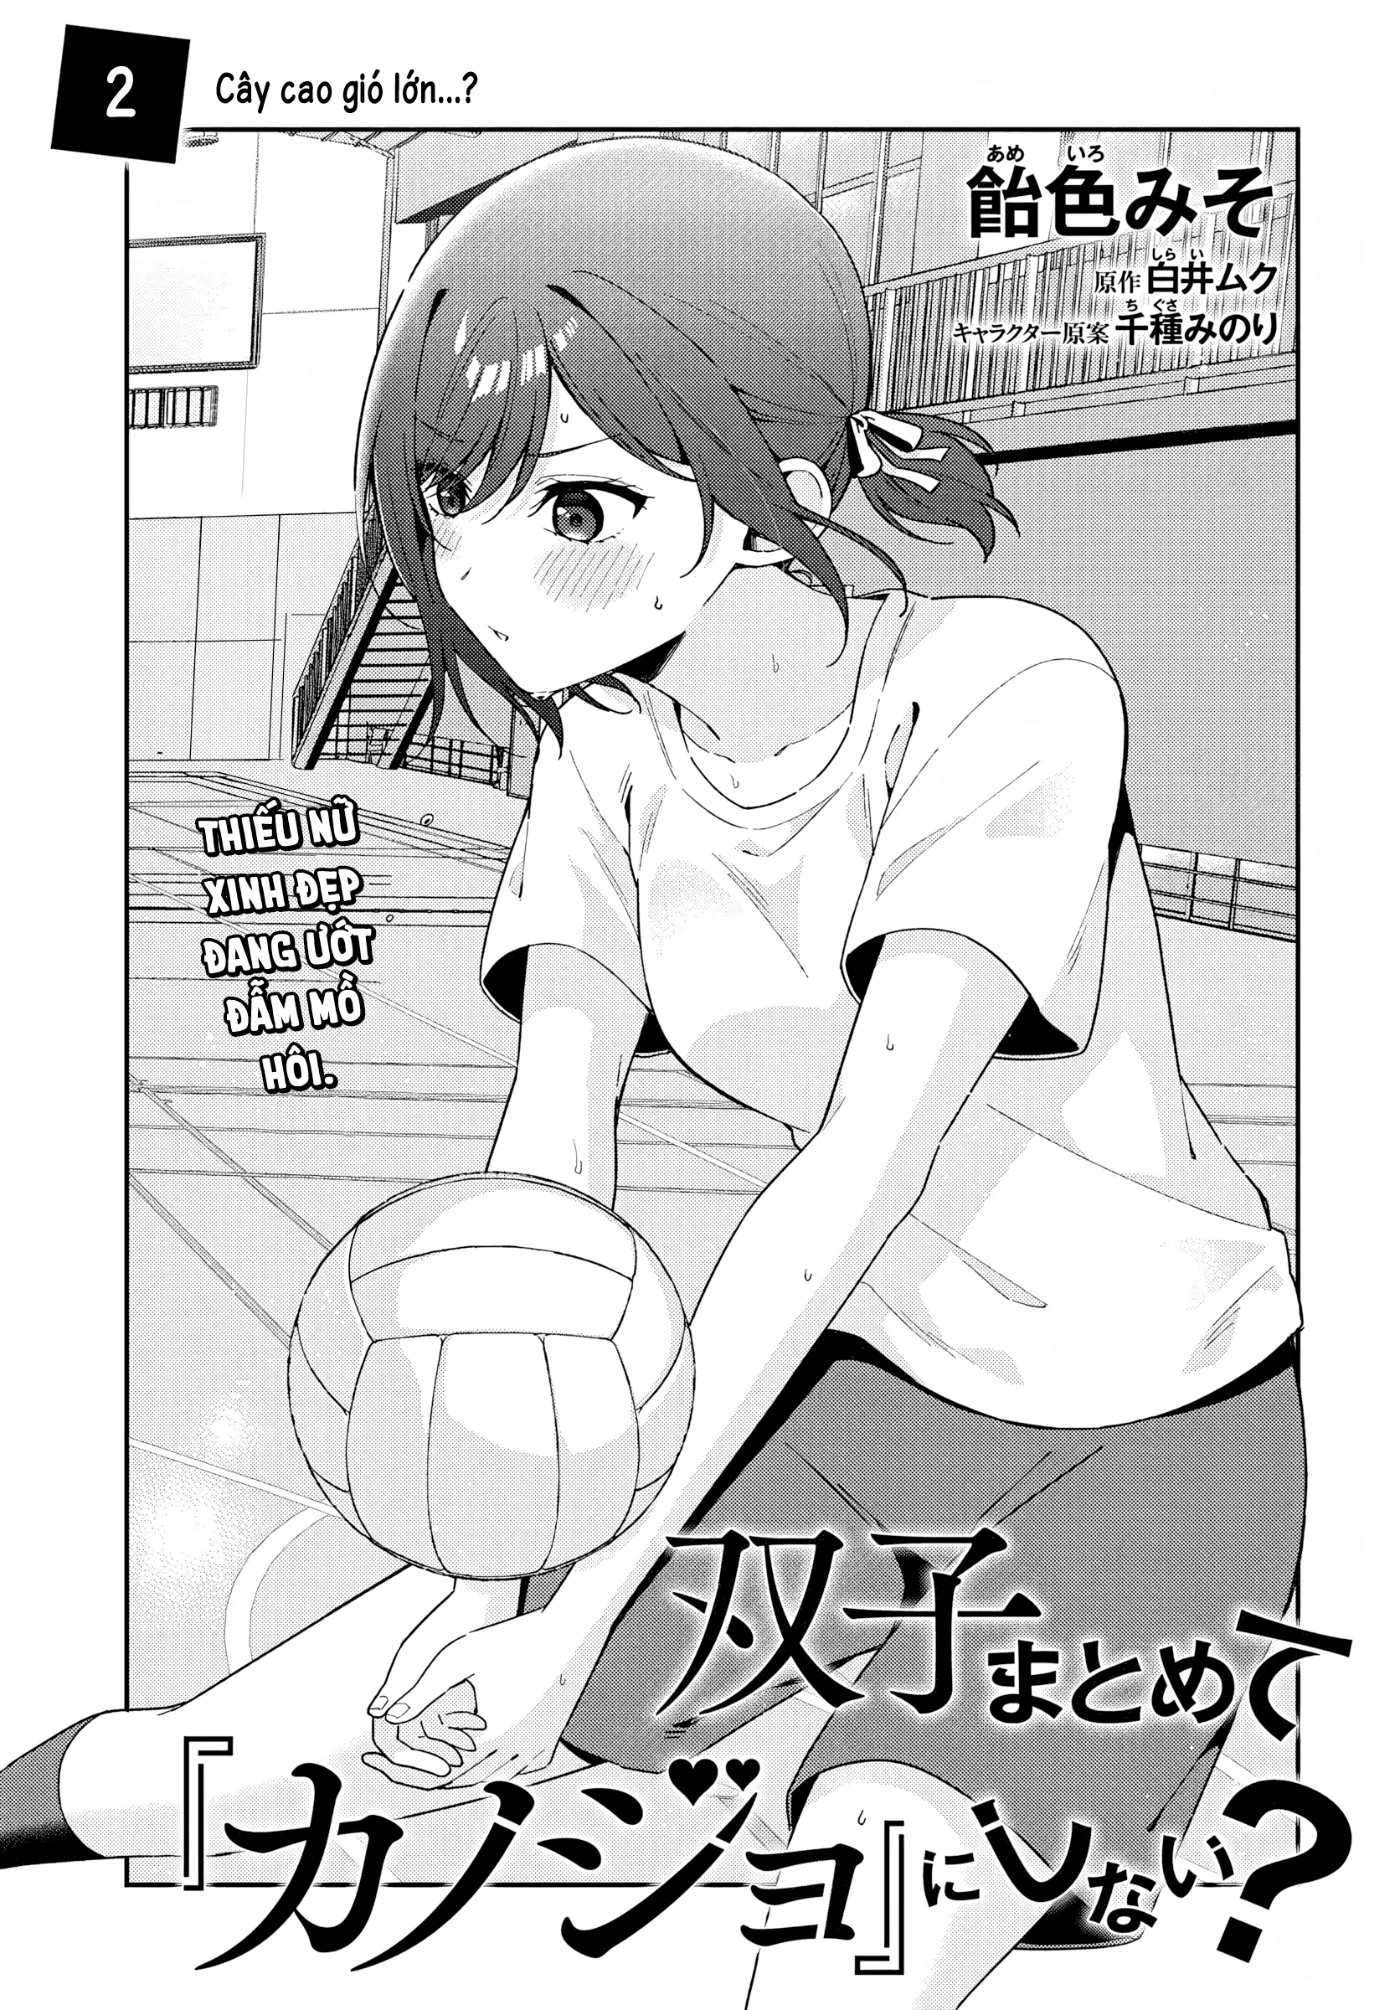 2
Cây cao gió lớn...?
あめ いろ
飴色みそ
しら い
原作 白井ムク
ち ぐさ
キャラクター原案 千種みのり
THIẾU NỮ
XINH ĐẸP
ĐANG ƯỚT
ĐẪM MỒ
HÔI.
双子まとめて
『カノジョ』にしない?